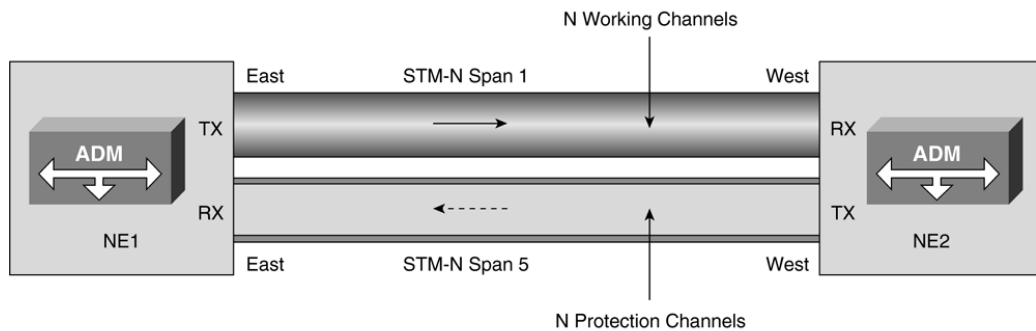 N Working Channels
East STM-N Span 1 West
TX RX
ADM ADM
RX TX
NE1 NE2
East STM-N Span 5 West
N Protection Channels